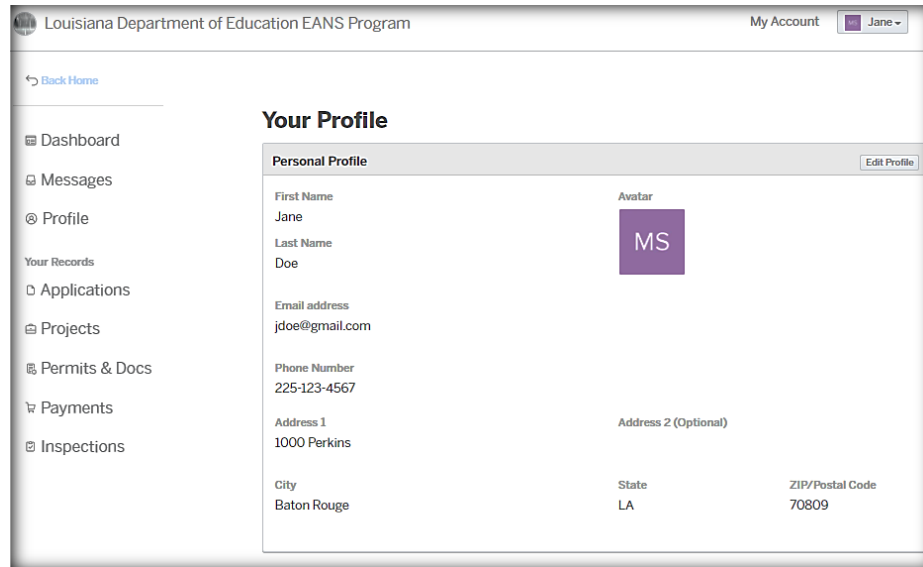 Louisiana Department of Education EANS Program
My Account
MS Jane
Back Home
Dashboard
Messages
Profile
Your Records
Applications
Projects
Permits & Docs
Payments
Inspections
Your Profile
Personal Profile
Edit Profile
First Name
Jane
Avatar
MS
Last Name
Doe
Email address
jdoe@gmail.com
Phone Number
225-123-4567
Address 1
1000 Perkins
Address 2 (Optional)
City
Baton Rouge
State
LA
ZIP/Postal Code
70809